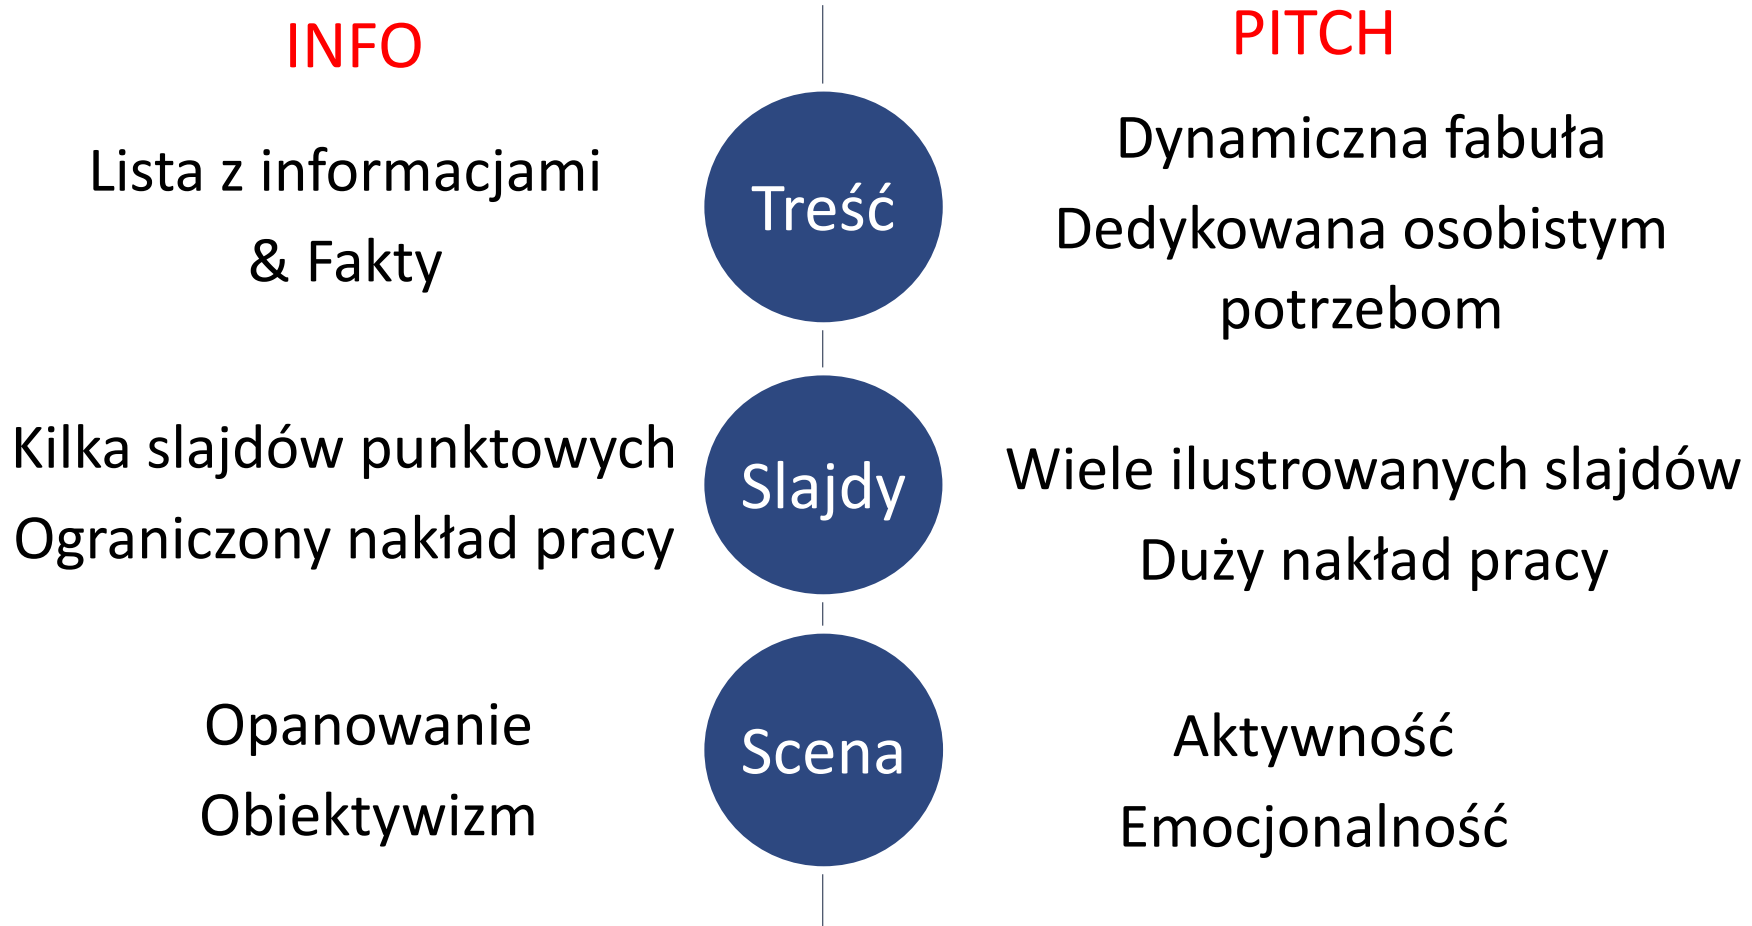 INFO
PITCH
Lista z informacjami
& Fakty
Treść
Dynamiczna fabuła
Dedykowana osobistym
potrzebom
Kilka slajdów punktowych
Ograniczony nakład pracy
Slajdy
Wiele ilustrowanych slajdów
Duży nakład pracy
Opanowanie
Obiektywizm
Scena
Aktywność
Emocjonalność